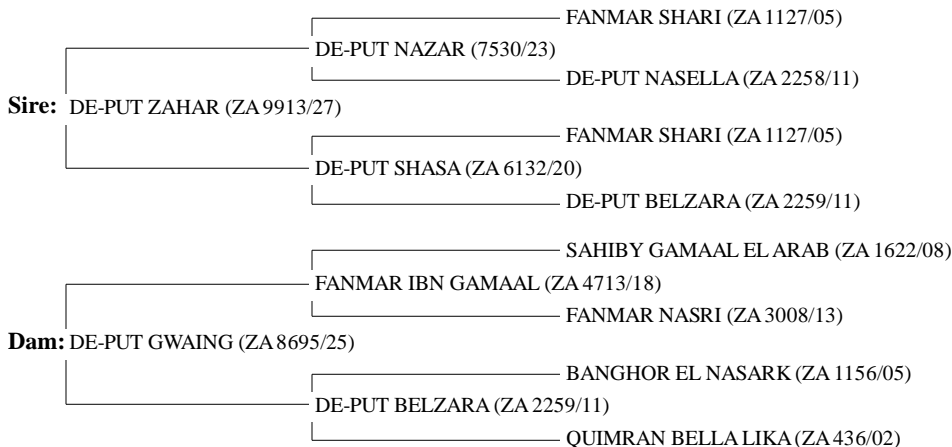 FANMAR SHARI (ZA 1127/05)
DE-PUT NAZAR (7530/23)
DE-PUT NASELLA (ZA 2258/11)
Sire: DE-PUT ZAHAR (ZA 9913/27)
FANMAR SHARI (ZA 1127/05)
DE-PUT SHASA (ZA 6132/20)
DE-PUT BELZARA (ZA 2259/11)
SAHIBY GAMAAL EL ARAB (ZA 1622/08)
FANMAR IBN GAMAAL (ZA 4713/18)
FANMAR NASRI (ZA 3008/13)
Dam: DE-PUT GWAING (ZA 8695/25)
BANGHOR EL NASARK (ZA 1156/05)
DE-PUT BELZARA (ZA 2259/11)
QUIMRAN BELLA LIKA (ZA 436/02)